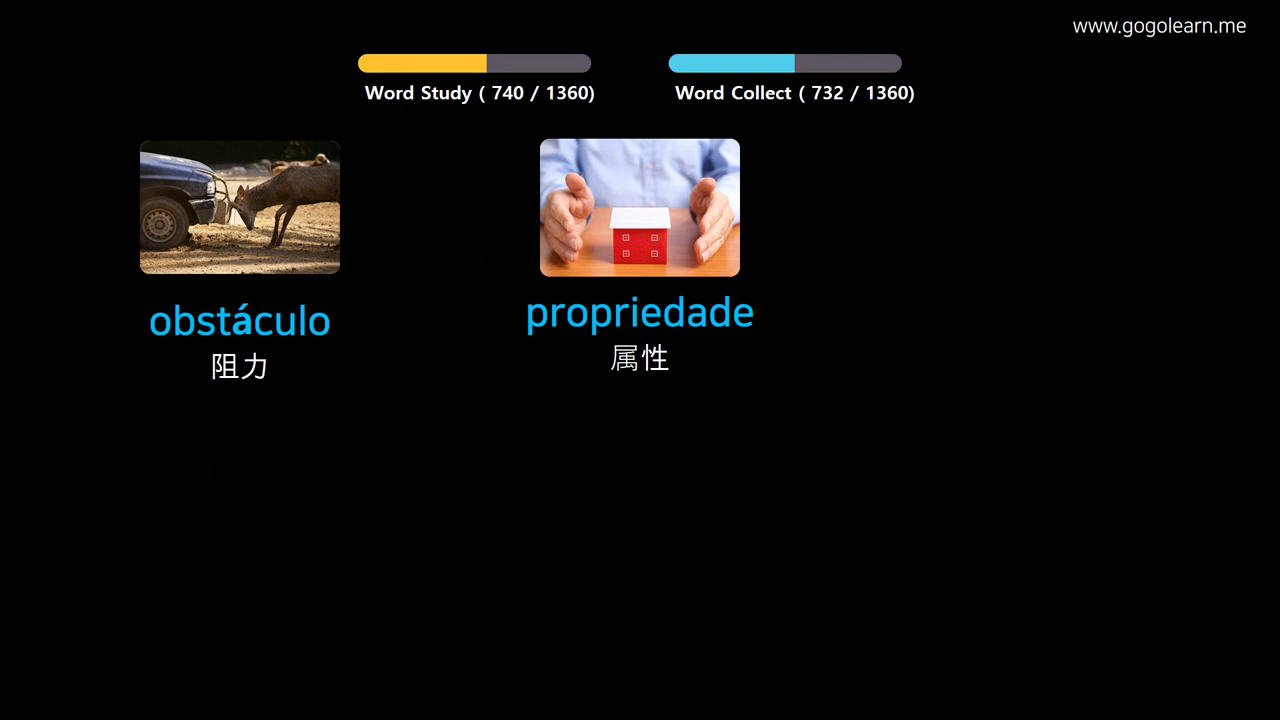 www.gogolearn.me
Word Study ( 740 / 1360)
Word Collect ( 732 / 1360)
obstáculo
阻力
propriedade
属性